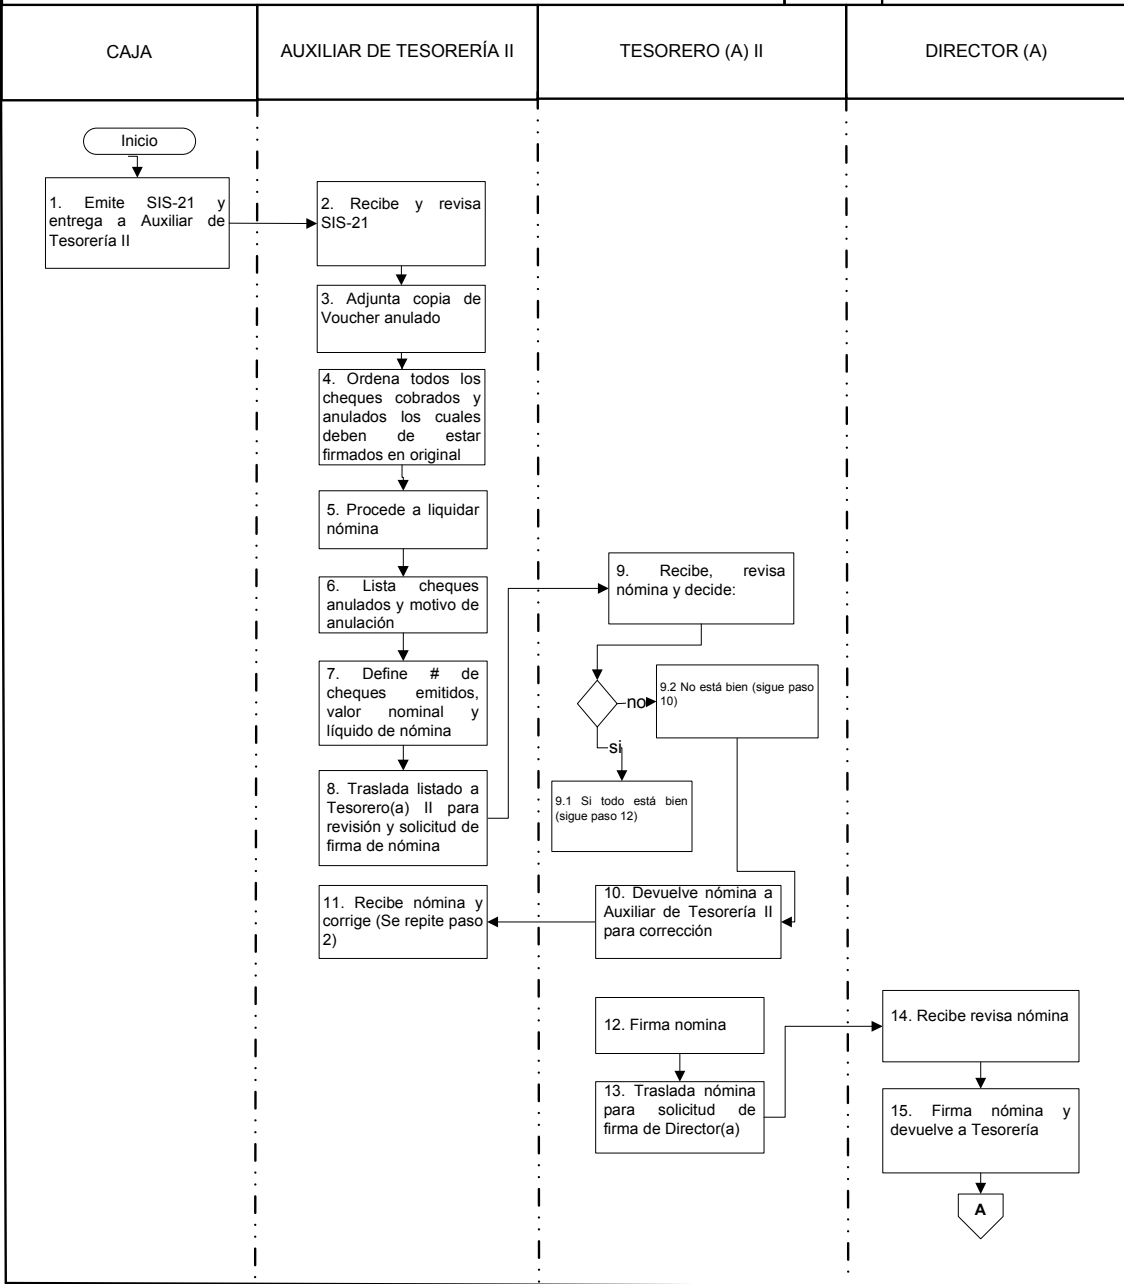 CAJA
AUXILIAR DE TESORERÍA II
TESORERO (A) II
DIRECTOR (A)
Inicio
1. Emite SIS-21 y
entrega a Auxiliar de
Tesorería II
2. Recibe y revisa
SIS-21
3. Adjunta copia de
Voucher anulado
4. Ordena todos los
cheques cobrados y
anulados los cuales
deben de estar
firmados en original
5. Procede a liquidar
nómina
6. Lista cheques
anulados y motivo de
anulación
7. Define # de
cheques emitidos,
valor nominal y
líquido de nómina
8. Traslada listado a
Tesorero(a) II para
revisión y solicitud de
firma de nómina
9. Recibe, revisa
nómina y decide:
no
9.2 No está bien (sigue paso
10)
si
9.1 Si todo está bien
(sigue paso 12)
10. Devuelve nómina a
Auxiliar de Tesorería II
para corrección
11. Recibe nómina y
corrige (Se repite paso
2)
12. Firma nomina
13. Traslada nómina
para solicitud de
firma de Director(a)
14. Recibe revisa nómina
15. Firma nómina y
devuelve a Tesorería
A